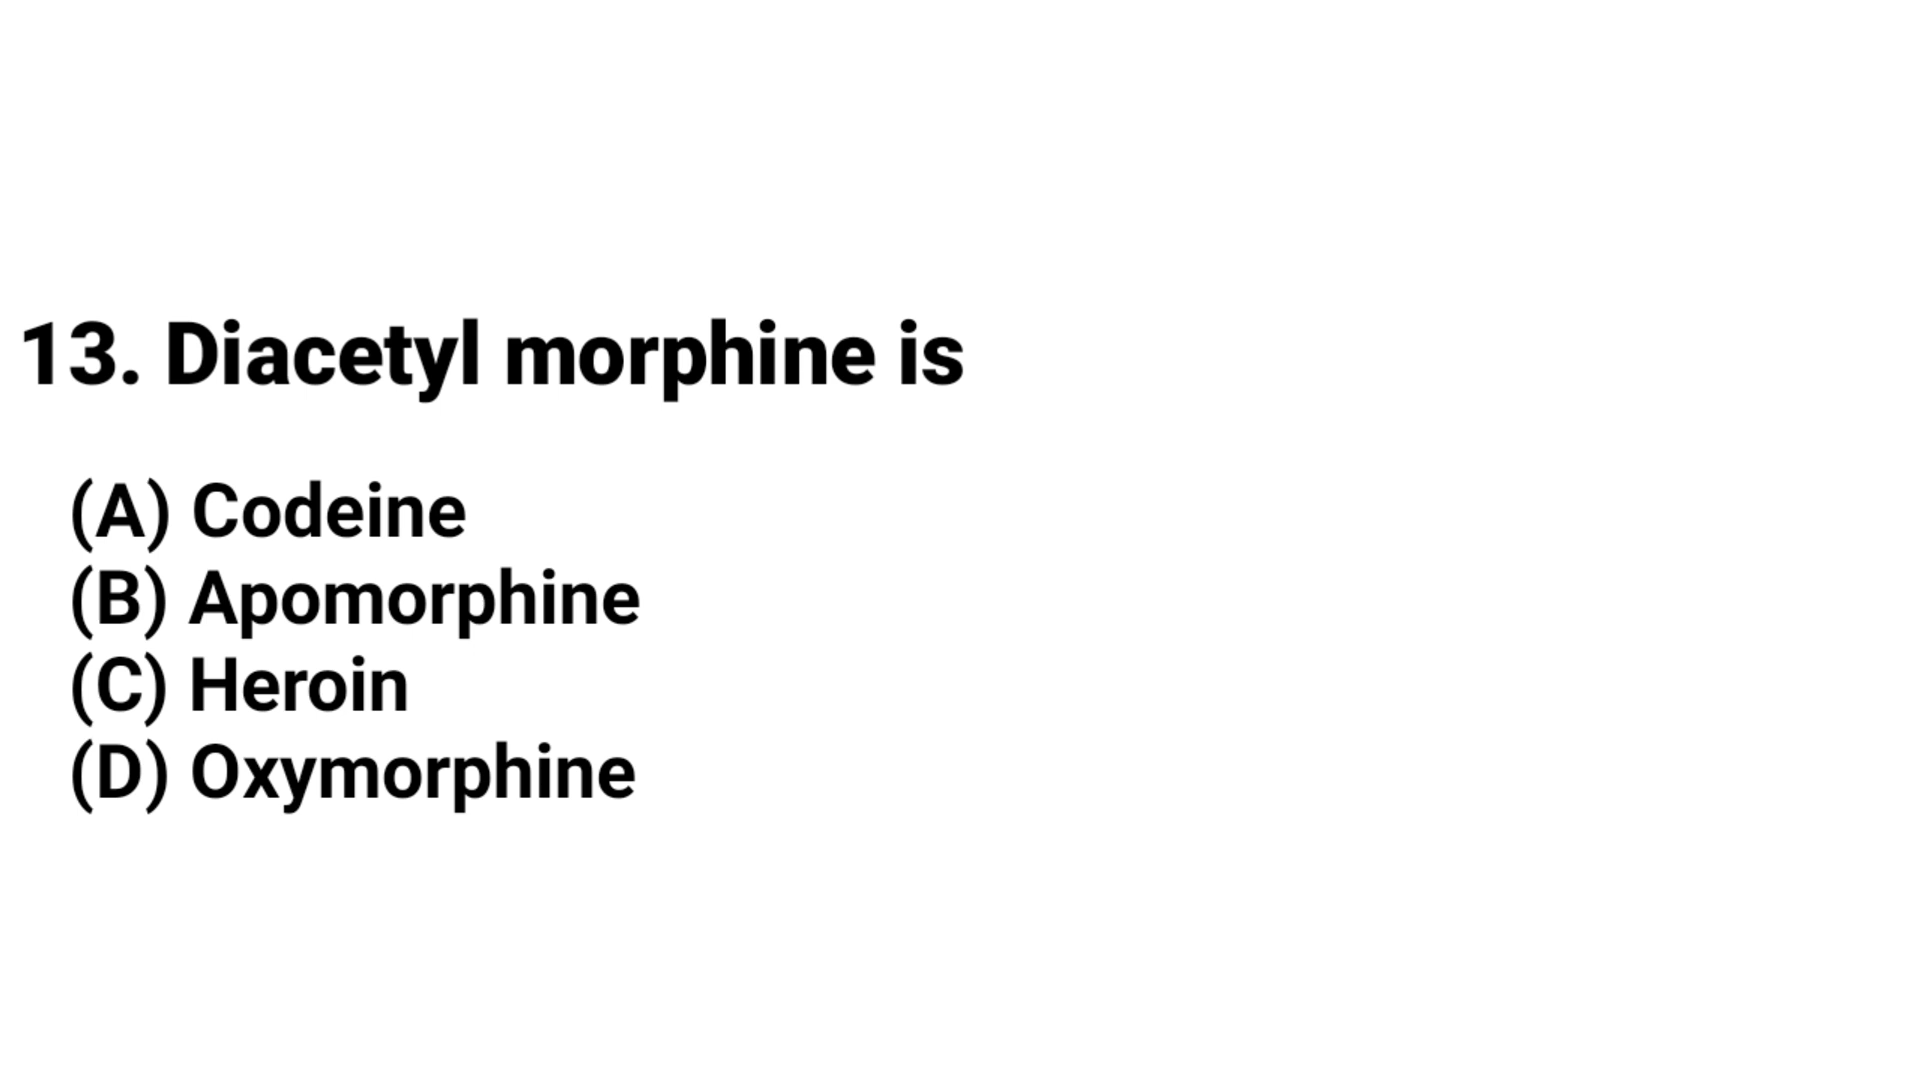 13. Diacetyl morphine is
(A) Codeine
(B) Apomorphine
(C) Heroin
(D) Oxymorphine